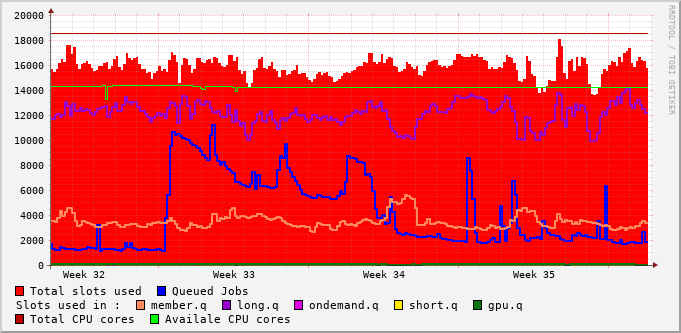 20000
18000
16000
14000
12000
10000
8000
6000
4000
2000
0
Week 32 Week 33 Week 34 Week 35
RRDTOOL / TOBI OETIKER
Total slots used Queued Jobs
Slots used in : member.q long.q ondemand.q short.q gpu.q
Total CPU cores Availale CPU cores